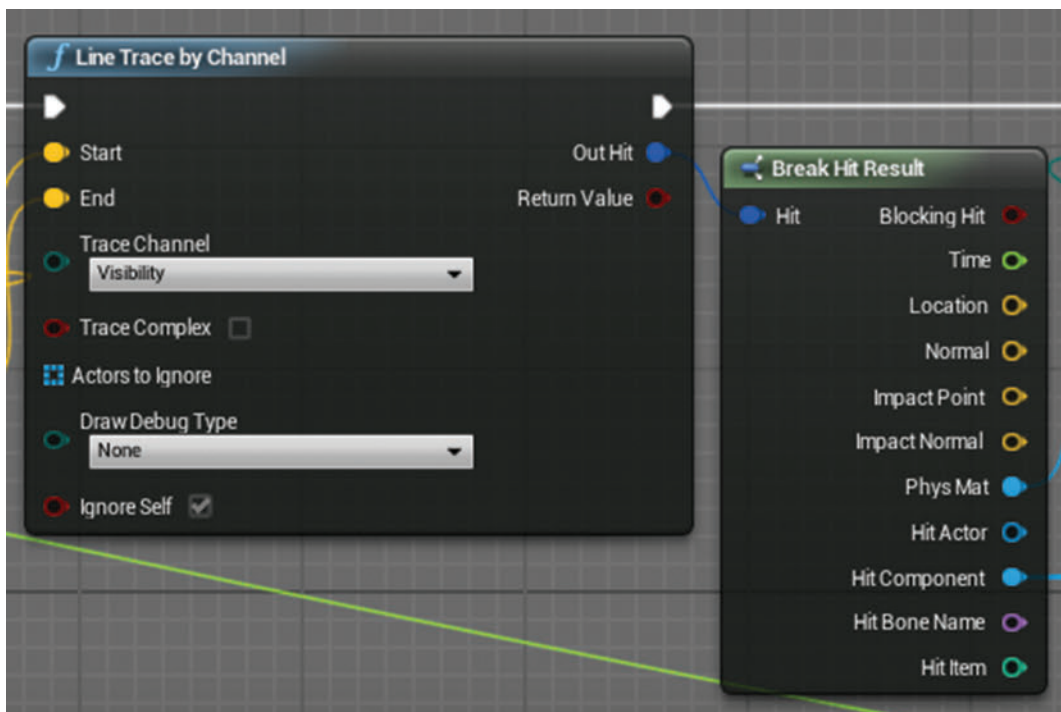 Line Trace by Channel
Start
Out Hit
End
Return Value
Trace Channel
Visibility
Trace Complex
Actors to Ignore
Draw Debug Type
None
Ignore Self
Break Hit Result
Hit
Blocking Hit
Time
Location
Normal
Impact Point
Impact Normal
Phys Mat
Hit Actor
Hit Component
Hit Bone Name
Hit Item